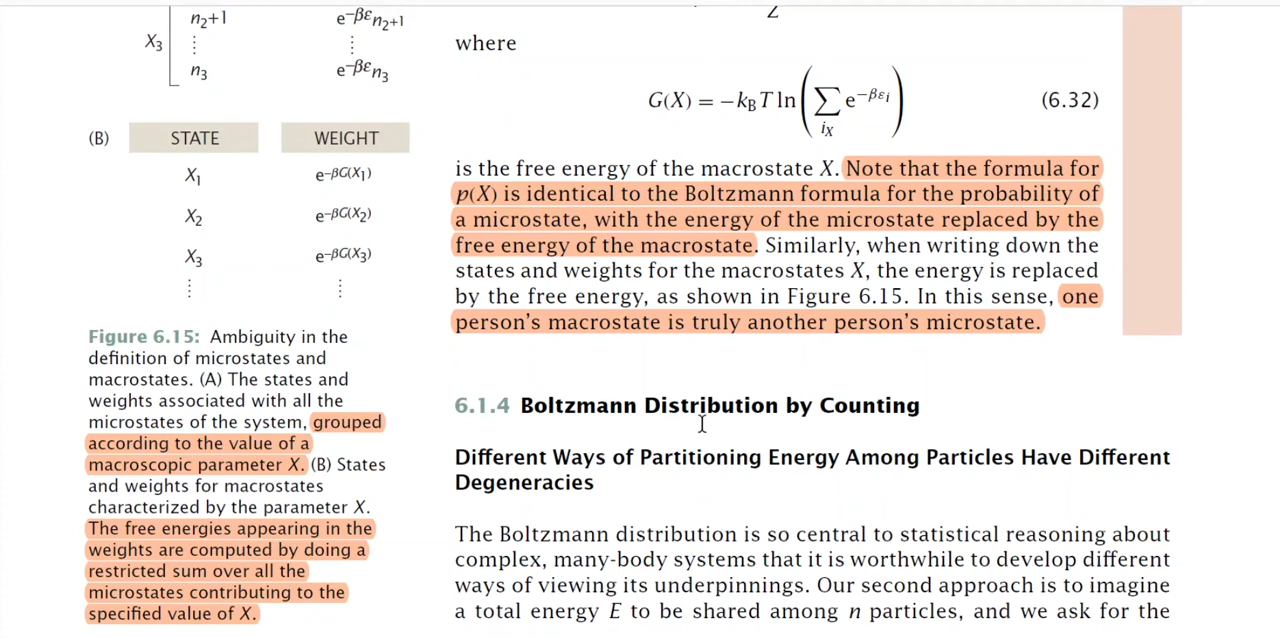 n₂+1 e^−βε_{n₂+1}
X₃ ⋮ ⋮
n₃ e^−βε_{n₃}
(B) STATE WEIGHT
X₁ e^−βG(X₁)
X₂ e^−βG(X₂)
X₃ e^−βG(X₃)
⋮ ⋮
Figure 6.15: Ambiguity in the
definition of microstates and
macrostates. (A) The states and
weights associated with all the
microstates of the system, grouped
according to the value of a
macroscopic parameter X. (B) States
and weights for macrostates
characterized by the parameter X.
The free energies appearing in the
weights are computed by doing a
restricted sum over all the
microstates contributing to the
specified value of X.
where
G(X) = −k_B T ln(∑_{i_X} e^−βε_i) (6.32)
is the free energy of the macrostate X. Note that the formula for
p(X) is identical to the Boltzmann formula for the probability of
a microstate, with the energy of the microstate replaced by the
free energy of the macrostate. Similarly, when writing down the
states and weights for the macrostates X, the energy is replaced
by the free energy, as shown in Figure 6.15. In this sense, one
person's macrostate is truly another person's microstate.
6.1.4 Boltzmann Distribution by Counting
Different Ways of Partitioning Energy Among Particles Have Different
Degeneracies
The Boltzmann distribution is so central to statistical reasoning about
complex, many-body systems that it is worthwhile to develop different
ways of viewing its underpinnings. Our second approach is to imagine
a total energy E to be shared among n particles, and we ask for the